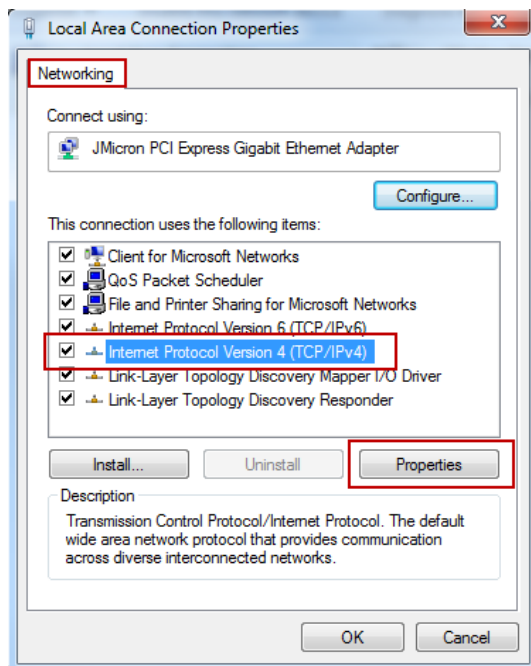 Local Area Connection Properties
Networking
Connect using:
JMicron PCI Express Gigabit Ethernet Adapter
Configure...
This connection uses the following items:
Client for Microsoft Networks
QoS Packet Scheduler
File and Printer Sharing for Microsoft Networks
Internet Protocol Version 6 (TCP/IPv6)
Internet Protocol Version 4 (TCP/IPv4)
Link-Layer Topology Discovery Mapper I/O Driver
Link-Layer Topology Discovery Responder
Install... Uninstall Properties
Description
Transmission Control Protocol/Internet Protocol. The default
wide area network protocol that provides communication
across diverse interconnected networks.
OK Cancel